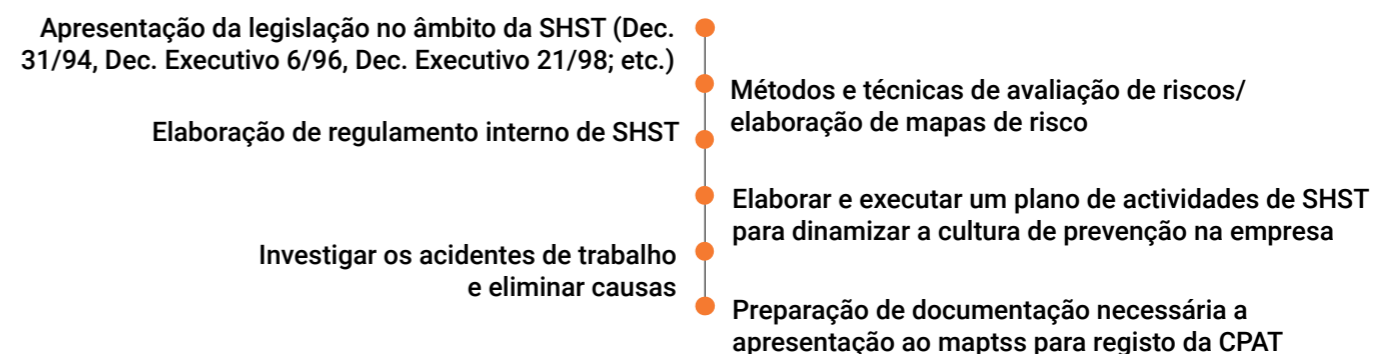 Apresentação da legislação no âmbito da SHST (Dec.
31/94, Dec. Executivo 6/96, Dec. Executivo 21/98; etc.)
Métodos e técnicas de avaliação de riscos/
elaboração de mapas de risco
Elaboração de regulamento interno de SHST
Elaborar e executar um plano de actividades de SHST
para dinamizar a cultura de prevenção na empresa
Investigar os acidentes de trabalho
e eliminar causas
Preparação de documentação necessária a
apresentação ao maptss para registo da CPAT